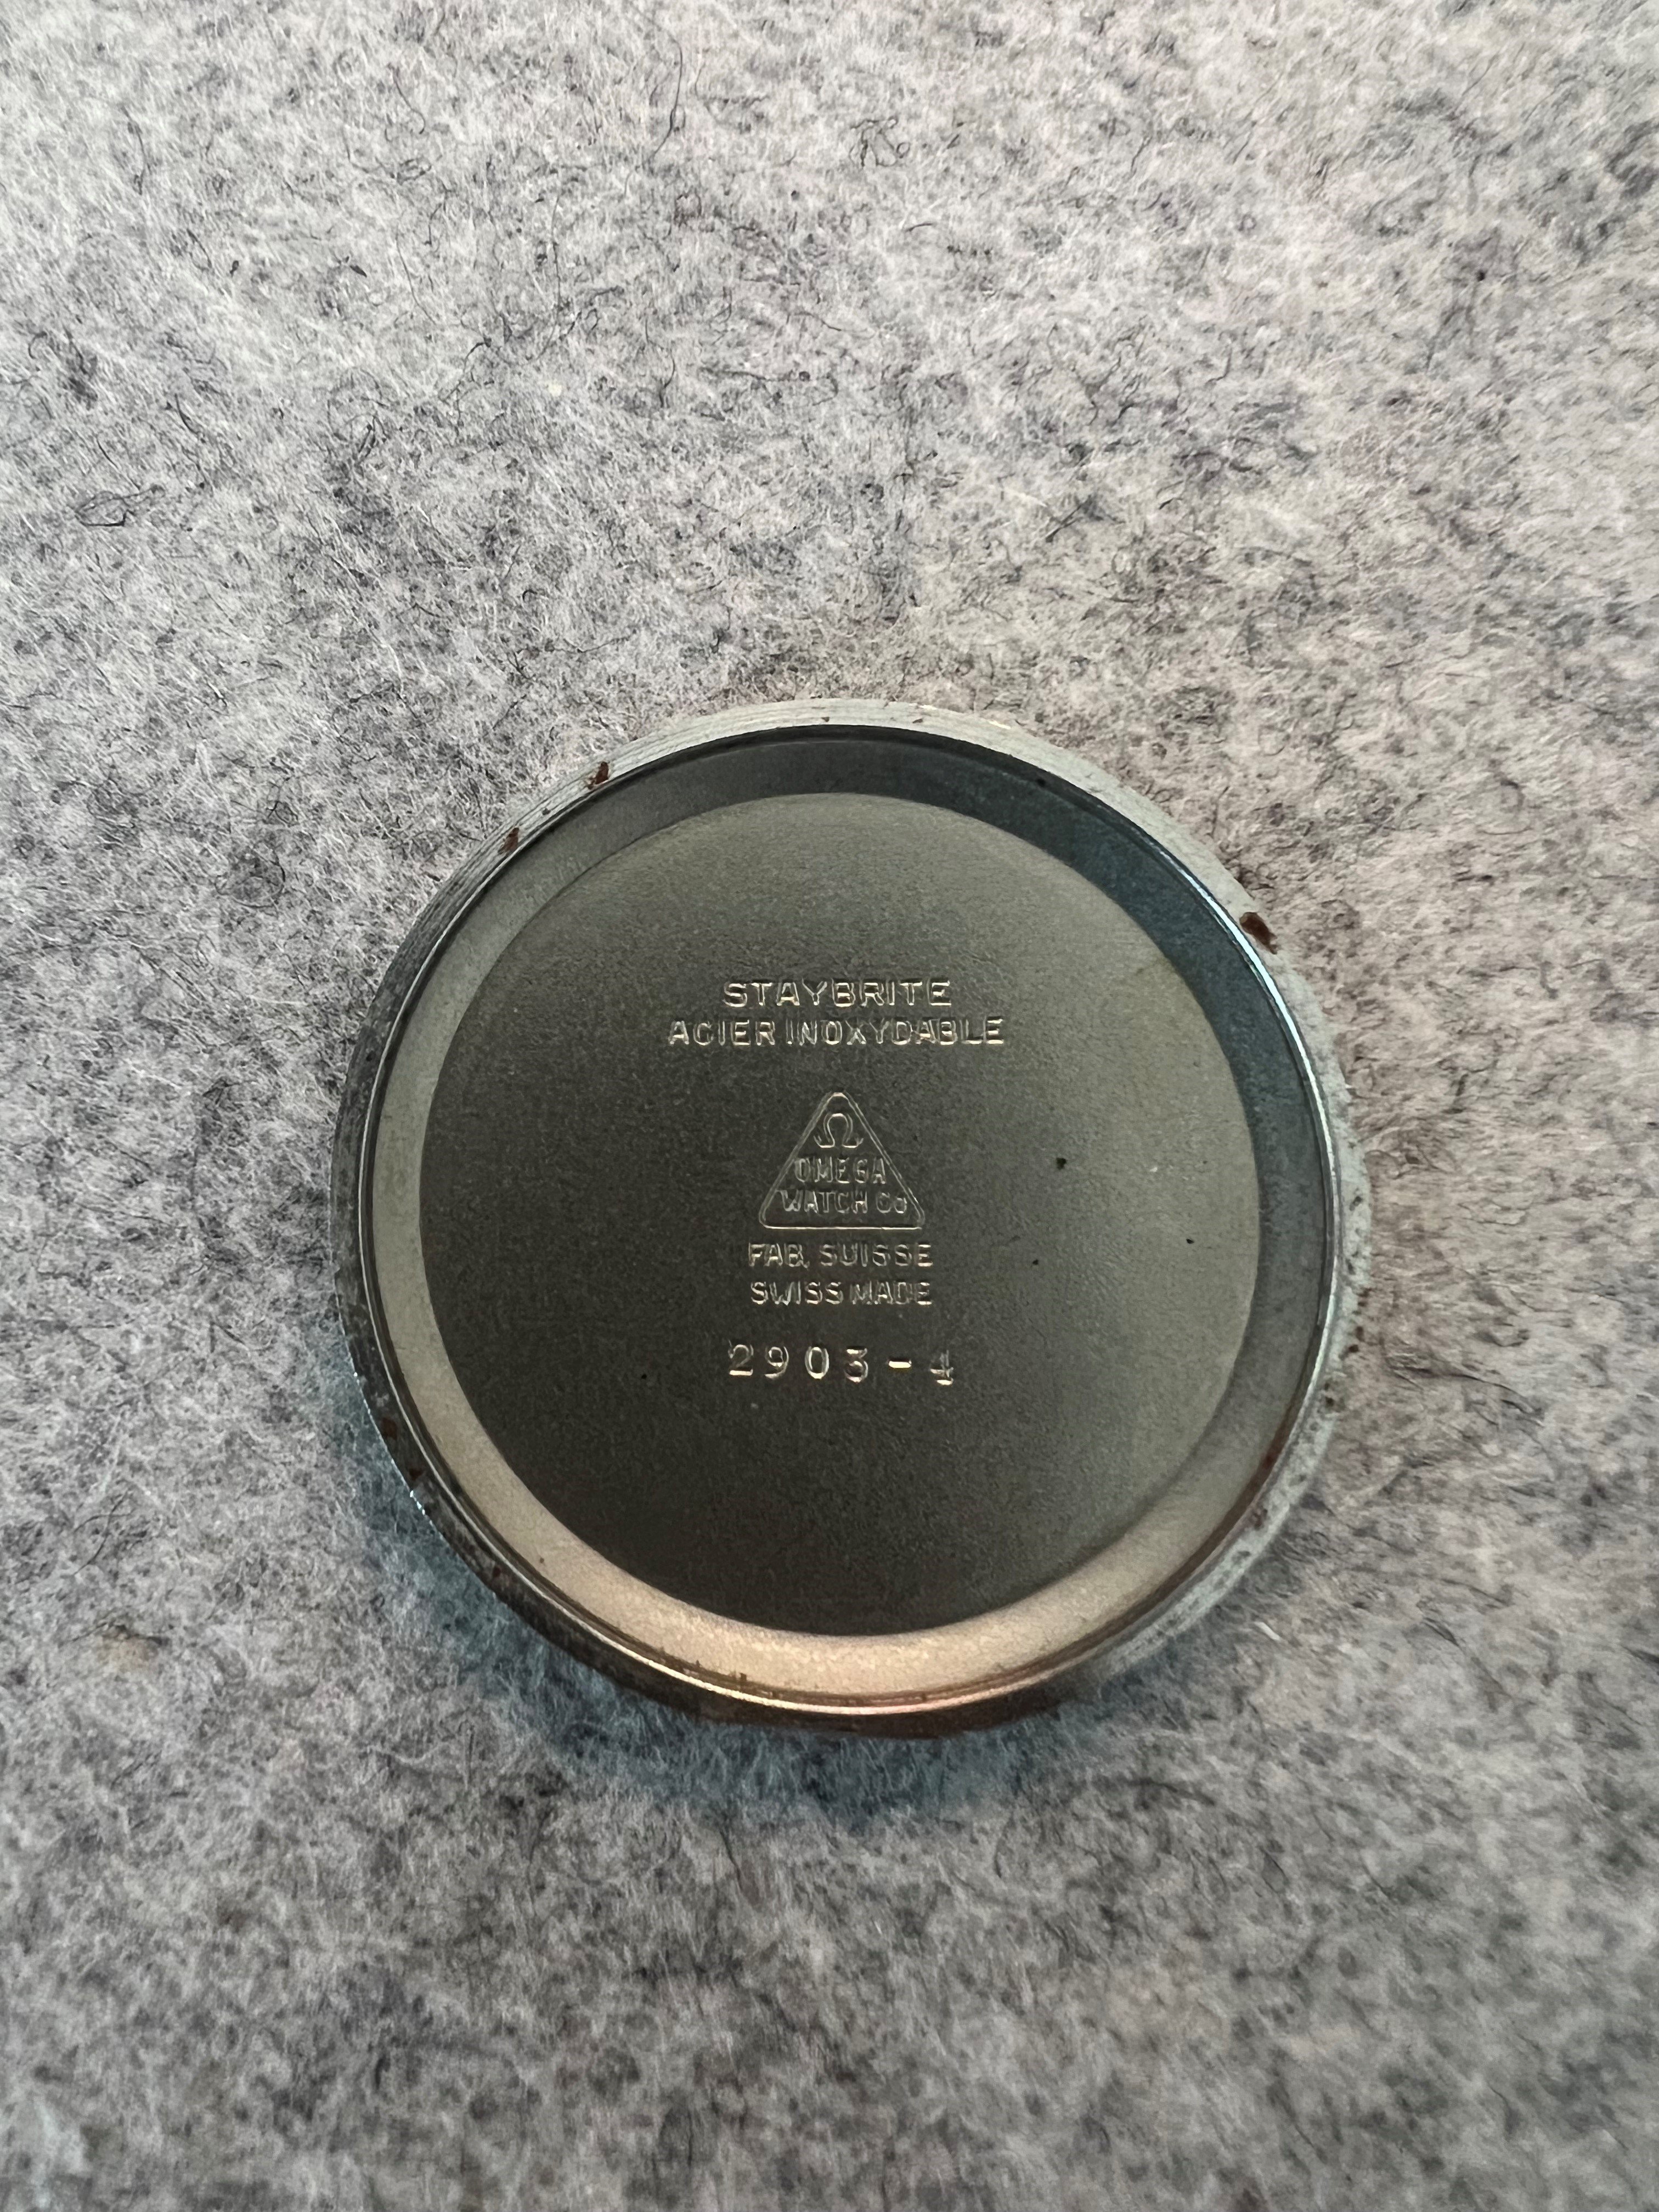 STAYBRITE
ACIER INOXYDABLE
Ω
OMEGA
WATCH Co
FAB. SUISSE
SWISS MADE
2903-4